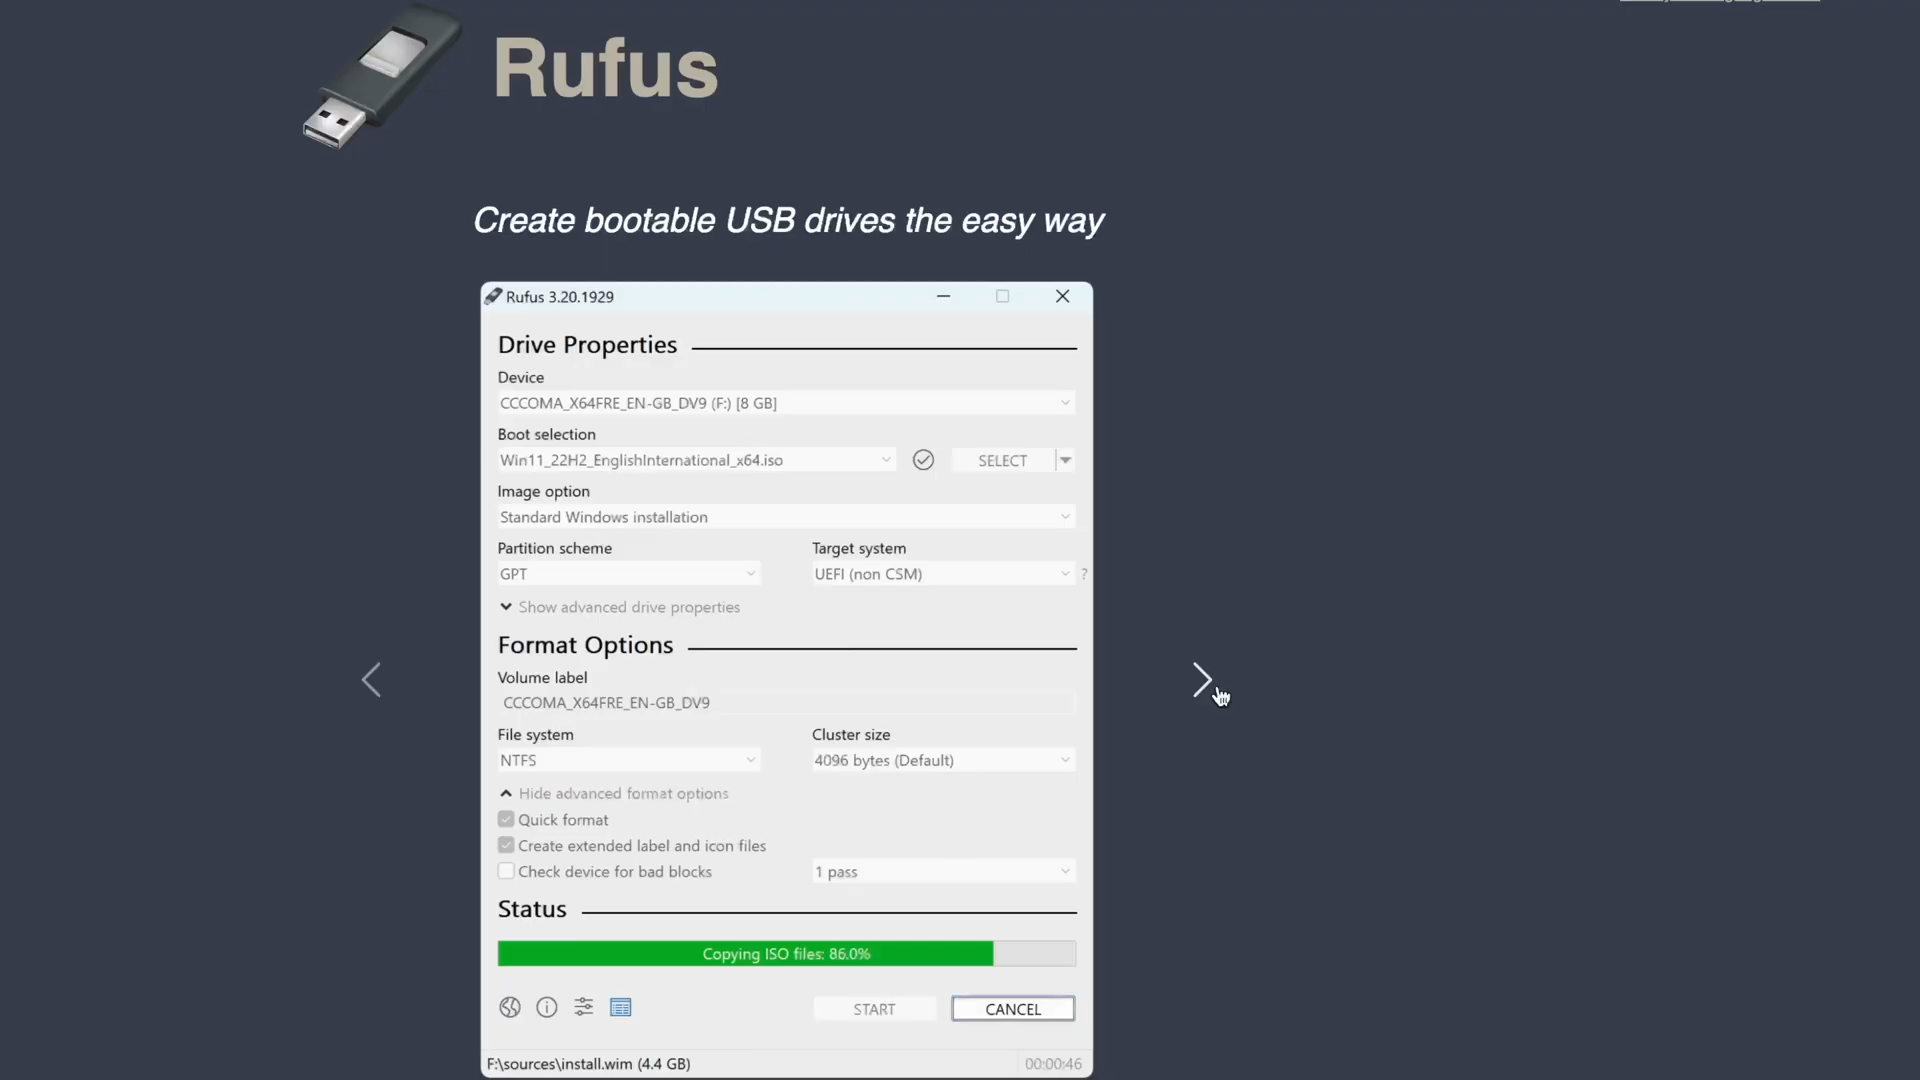 Rufus
Create bootable USB drives the easy way
Rufus 3.20.1929
Drive Properties
Device
CCCOMA_X64FRE_EN-GB_DV9 (F:) [8 GB]
Boot selection
Win11_22H2_EnglishInternational_x64.iso
SELECT
Image option
Standard Windows installation
Partition scheme
Target system
GPT
UEFI (non CSM)
?
Show advanced drive properties
Format Options
Volume label
CCCOMA_X64FRE_EN-GB_DV9
File system
Cluster size
NTFS
4096 bytes (Default)
Hide advanced format options
Quick format
Create extended label and icon files
Check device for bad blocks
1 pass
Status
Copying ISO files: 86.0%
START
CANCEL
F:\sources\install.wim (4.4 GB)
00:00:46